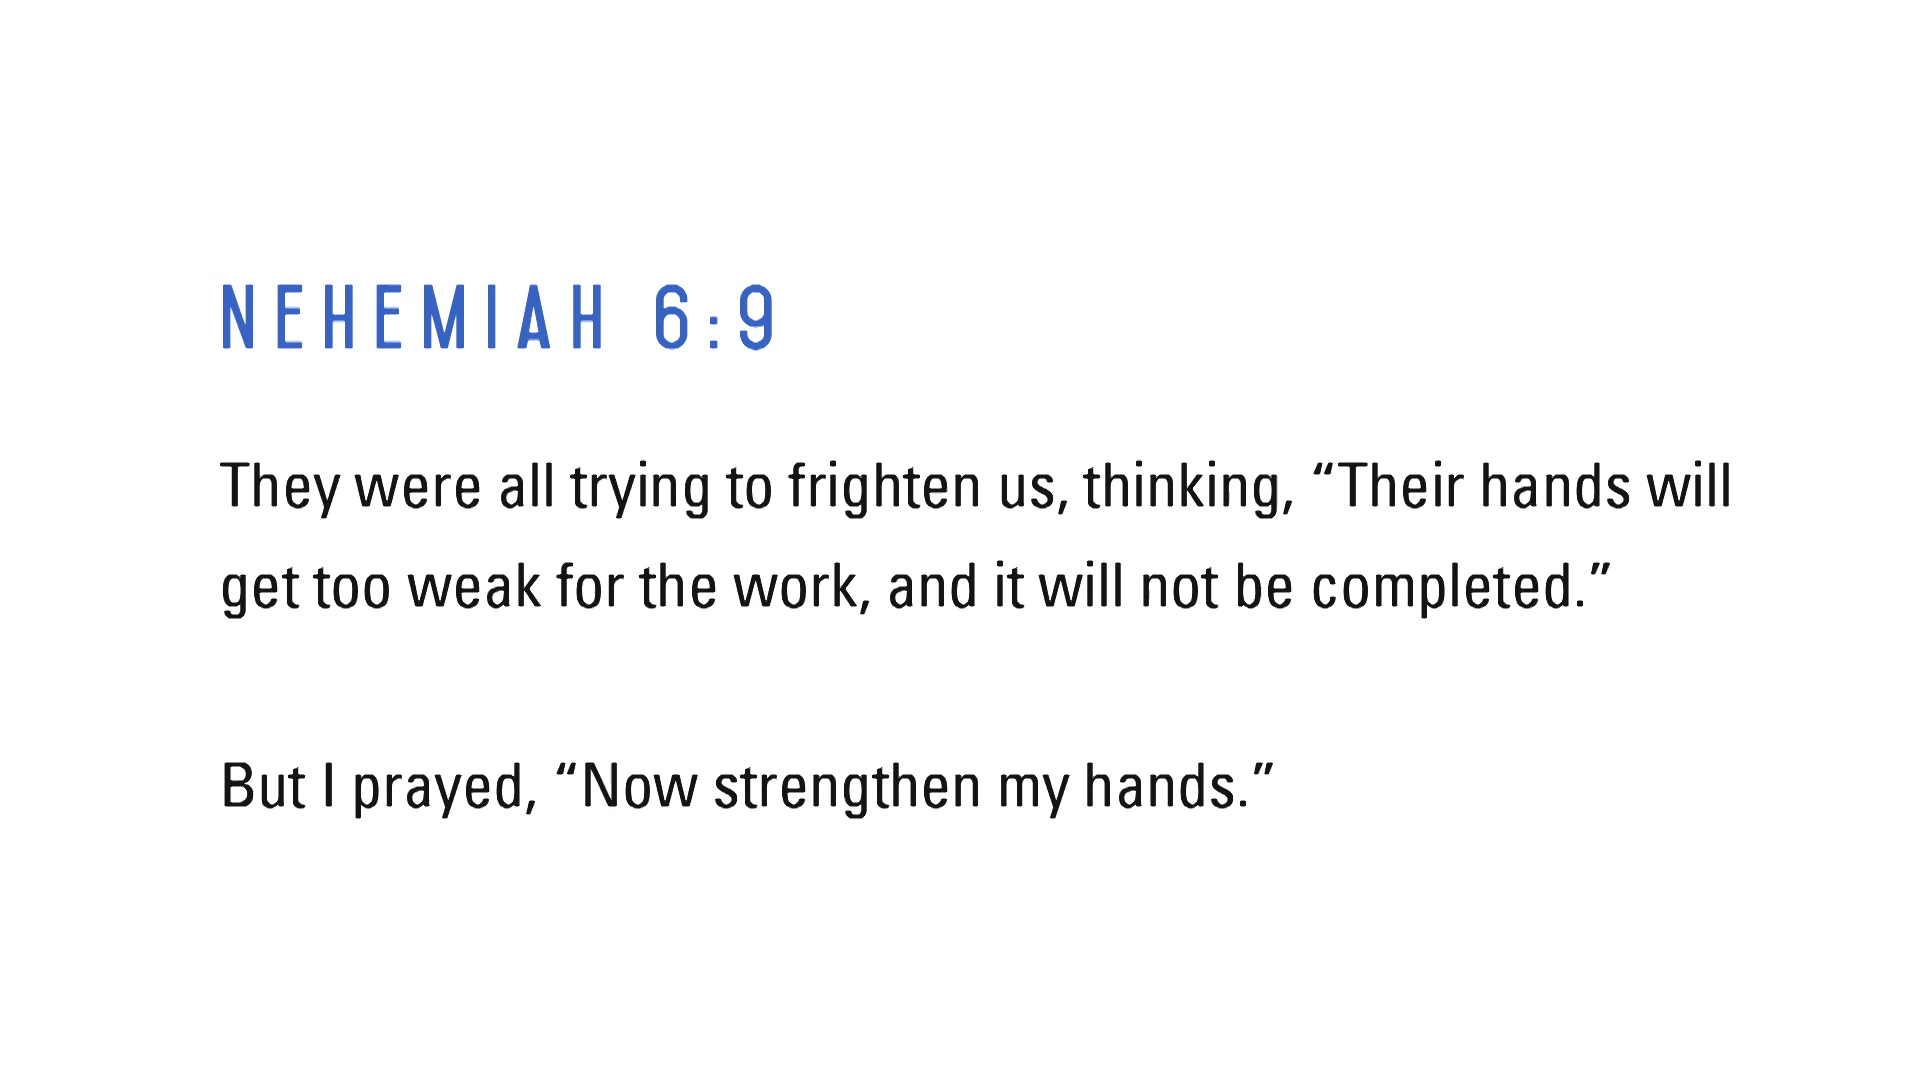 NEHEMIAH 6:9
They were all trying to frighten us, thinking, “Their hands will
get too weak for the work, and it will not be completed.”
But I prayed, “Now strengthen my hands.”